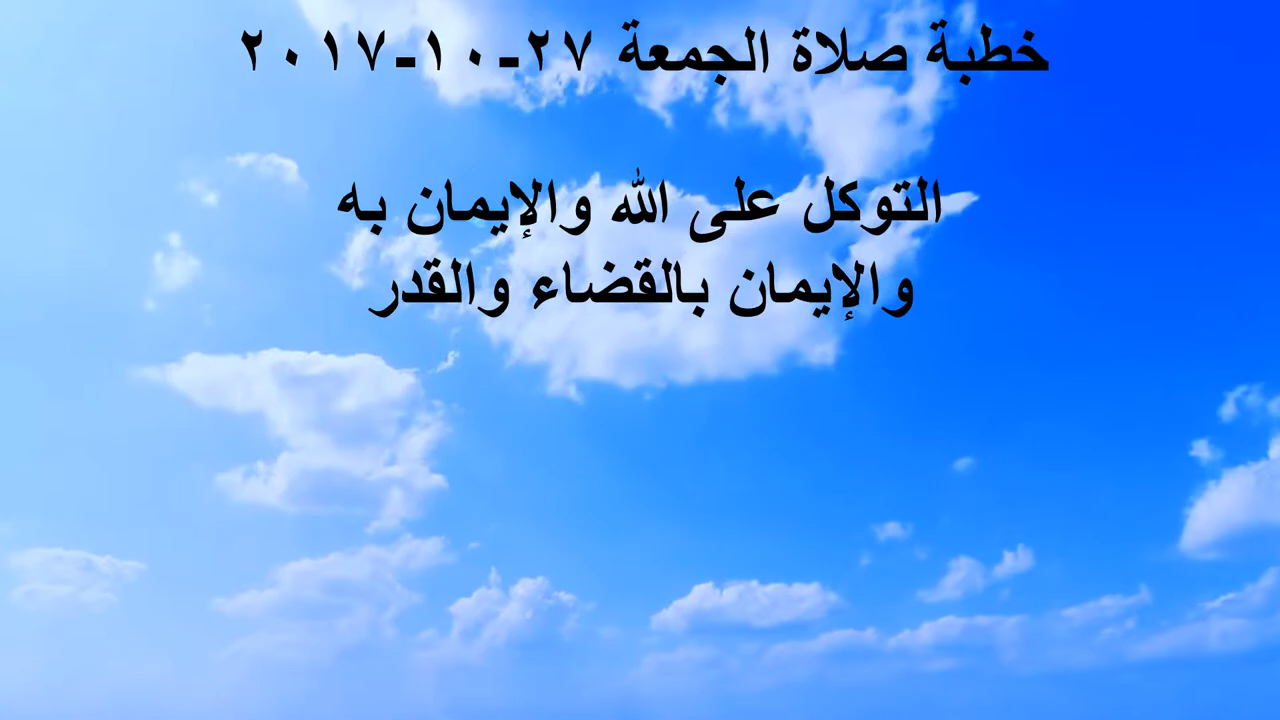 خطبة صلاة الجمعة ٢٧-١٠-٢٠١٧
التوكل على الله والإيمان به
والإيمان بالقضاء والقدر